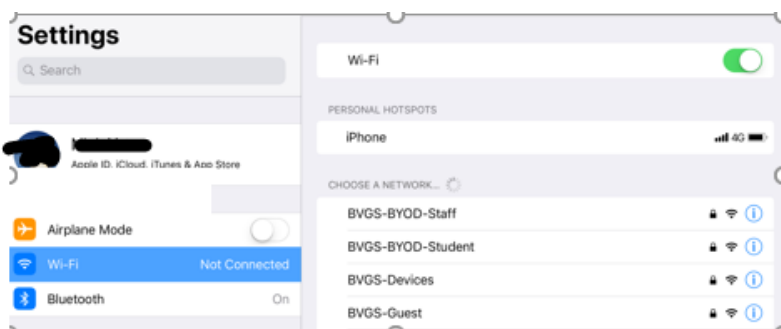 Settings
Search
Apple ID, iCloud, iTunes & App Store
Airplane Mode
Wi-Fi Not Connected
Bluetooth On
Wi-Fi
PERSONAL HOTSPOTS
iPhone 4G
CHOOSE A NETWORK...
BVGS-BYOD-Staff
BVGS-BYOD-Student
BVGS-Devices
BVGS-Guest